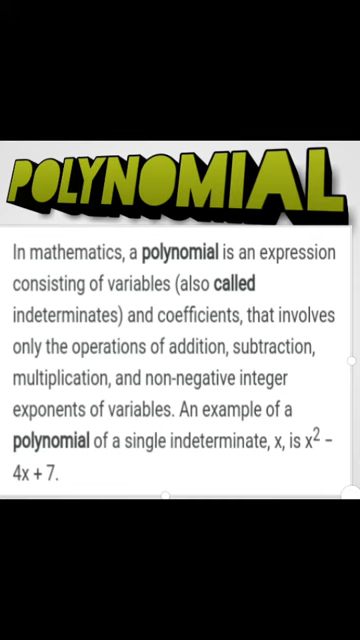 POLYNOMIAL
In mathematics, a polynomial is an expression
consisting of variables (also called
indeterminates) and coefficients, that involves
only the operations of addition, subtraction,
multiplication, and non-negative integer
exponents of variables. An example of a
polynomial of a single indeterminate, x, is x² −
4x + 7.